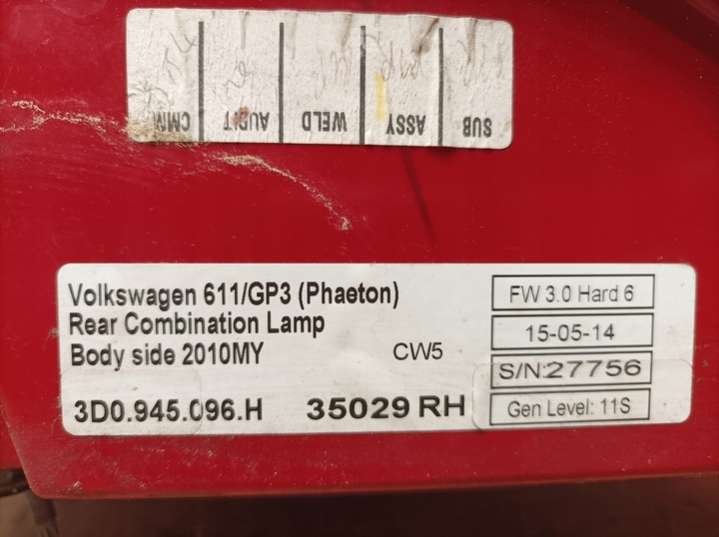 CMM AUDIT WELD ASSY SUB
Volkswagen 611/GP3 (Phaeton)
Rear Combination Lamp
Body side 2010MY CW5
3D0.945.096.H 35029 RH
FW 3.0 Hard 6
15-05-14
S/N:27756
Gen Level: 11S